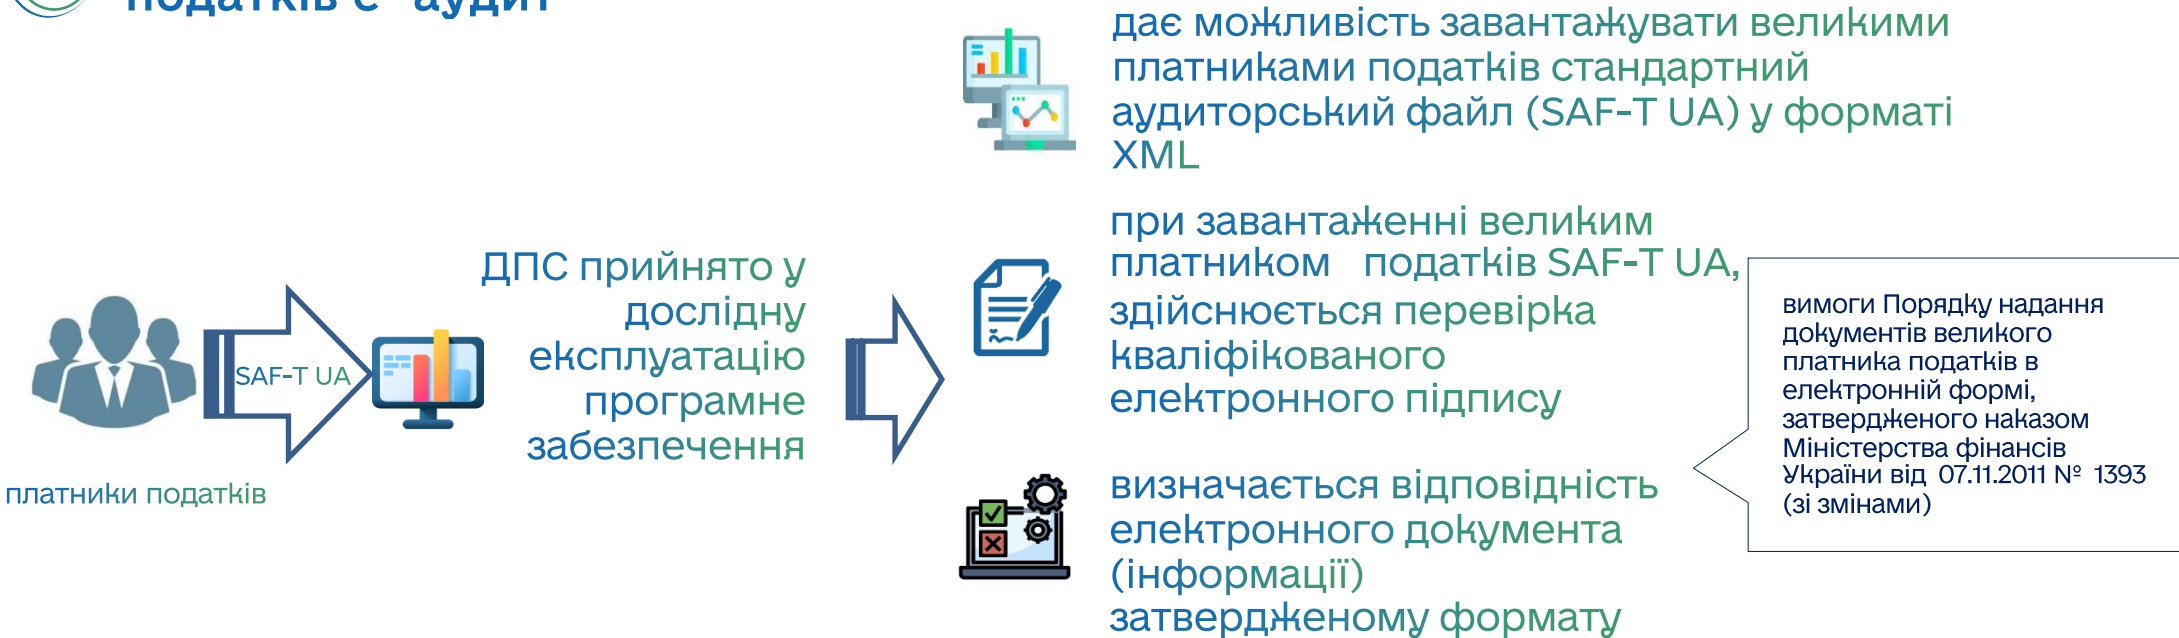 податків є "аудит"
дає можливість завантажувати великими
платниками податків стандартний
аудиторський файл (SAF-T UA) у форматі
XML
при завантаженні великим
платником податків SAF-T UA,
здійснюється перевірка
кваліфікованого
електронного підпису
визначається відповідність
електронного документа
(інформації)
затвердженому формату
ДПС прийнято у
дослідну
експлуатацію
програмне
забезпечення
SAF-T UA
платники податків
вимоги Порядку надання
документів великого
платника податків в
електронній формі,
затвердженого наказом
Міністерства фінансів
України від 07.11.2011 № 1393
(зі змінами)